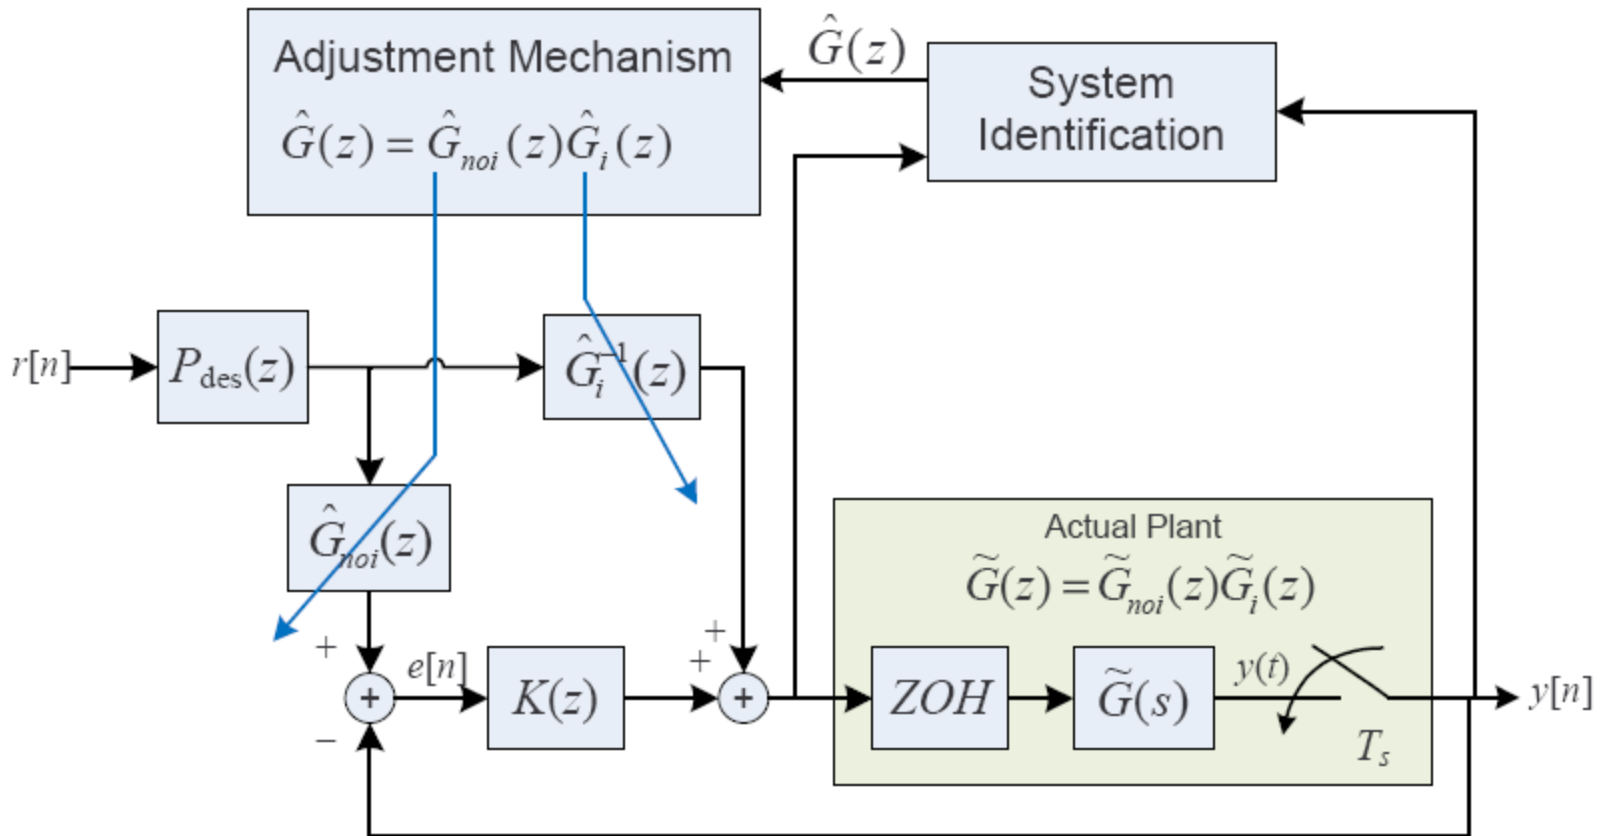 Adjustment Mechanism
Ĝ(z) = Ĝnoi(z)Ĝi(z)
Ĝ(z)
System
Identification
r[n]
Pdes(z)
Ĝi⁻¹(z)
Ĝnoi(z)
Actual Plant
G̃(z) = G̃noi(z)G̃i(z)
+
+
+
e[n]
+
K(z)
+
ZOH
G̃(s)
y(t)
y[n]
−
Ts